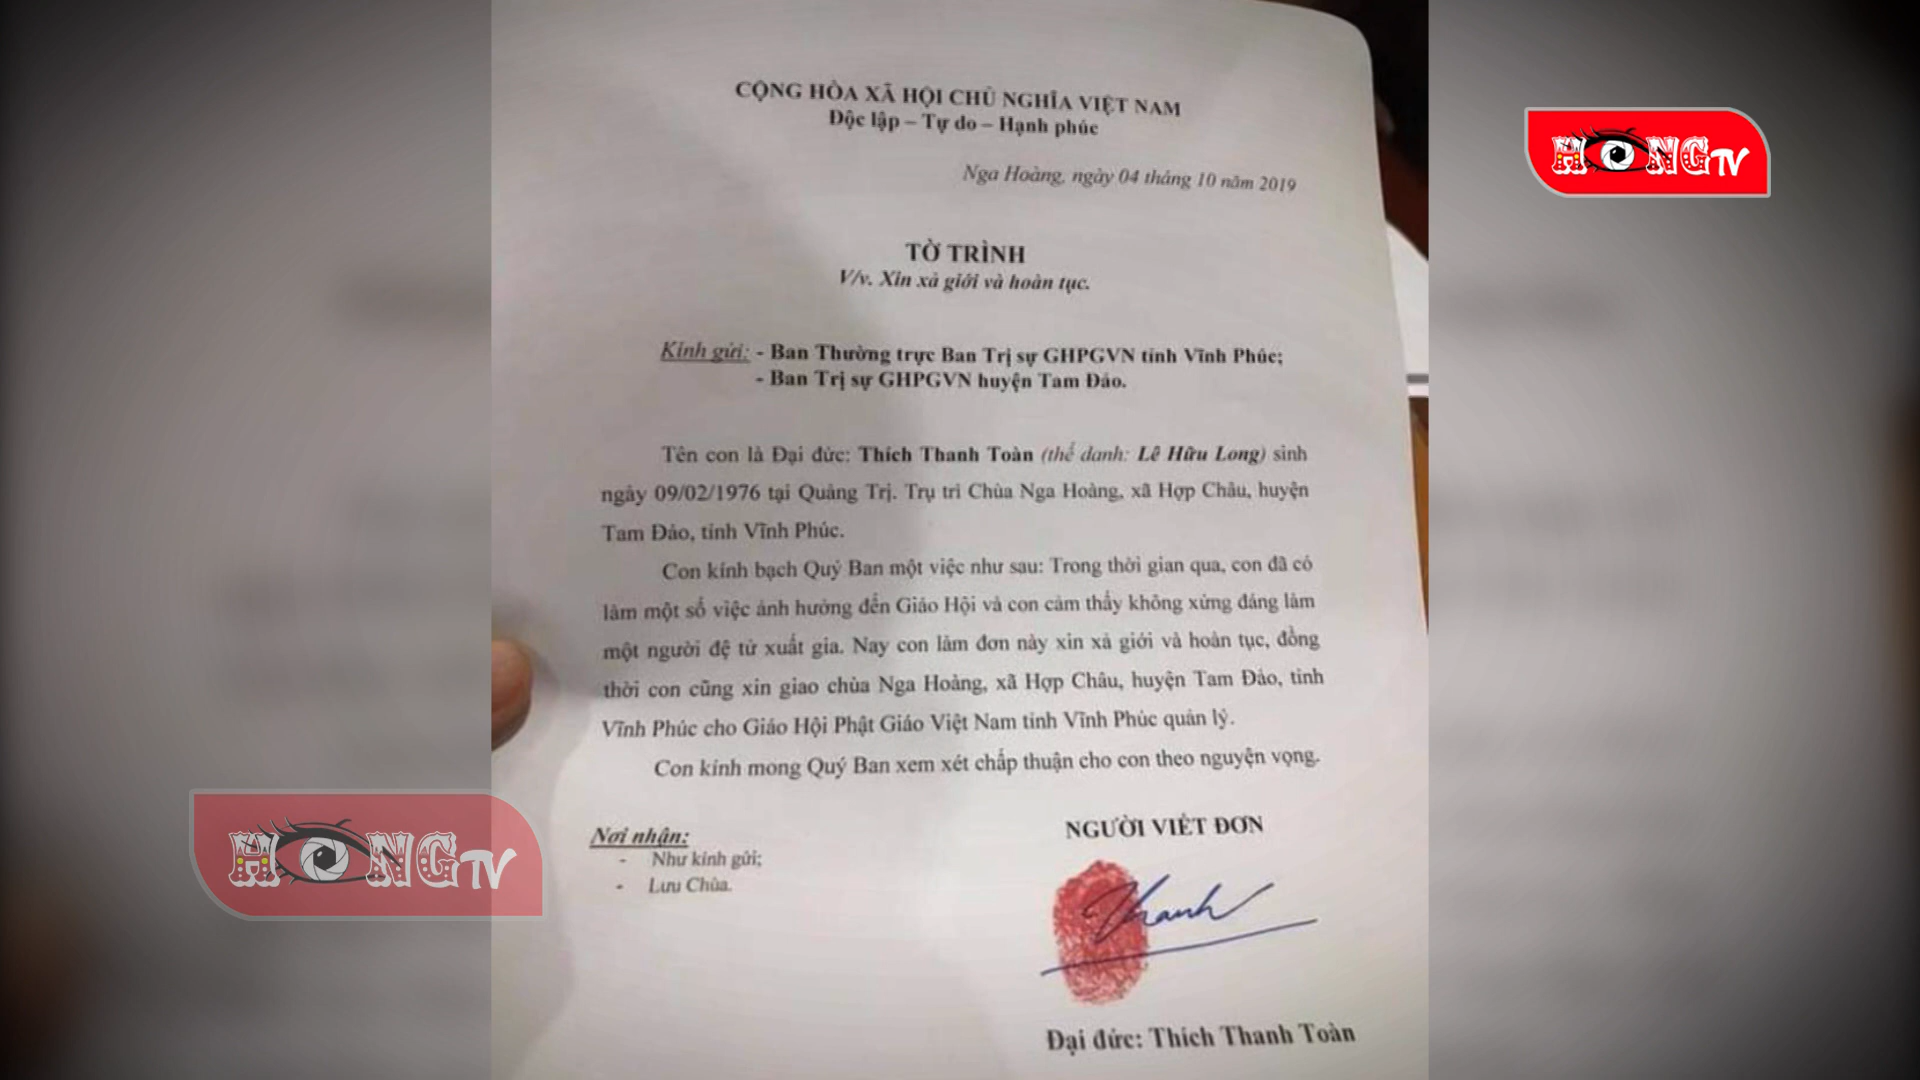 CỘNG HÒA XÃ HỘI CHỦ NGHĨA VIỆT NAM
Độc lập – Tự do – Hạnh phúc
Nga Hoàng, ngày 04 tháng 10 năm 2019
HONG TV
TỜ TRÌNH
V/v. Xin xả giới và hoàn tục.
Kính gửi: - Ban Thường trực Ban Trị sự GHPGVN tỉnh Vĩnh Phúc;
- Ban Trị sự GHPGVN huyện Tam Đảo.
Tên con là Đại đức: Thích Thanh Toàn (thế danh: Lê Hữu Long) sinh
ngày 09/02/1976 tại Quảng Trị. Trụ trì Chùa Nga Hoàng, xã Hợp Châu, huyện
Tam Đảo, tỉnh Vĩnh Phúc.
Con kính bạch Quý Ban một việc như sau: Trong thời gian qua, con đã có
làm một số việc ảnh hưởng đến Giáo Hội và con cảm thấy không xứng đáng làm
một người đệ tử xuất gia. Nay con làm đơn này xin xả giới và hoàn tục, đồng
thời con cũng xin giao chùa Nga Hoàng, xã Hợp Châu, huyện Tam Đảo, tỉnh
Vĩnh Phúc cho Giáo Hội Phật Giáo Việt Nam tỉnh Vĩnh Phúc quản lý.
Con kính mong Quý Ban xem xét chấp thuận cho con theo nguyện vọng.
Nơi nhận:
- Như kính gửi;
- Lưu Chùa.
HONG TV
NGƯỜI VIẾT ĐƠN
Thanh
Đại đức: Thích Thanh Toàn